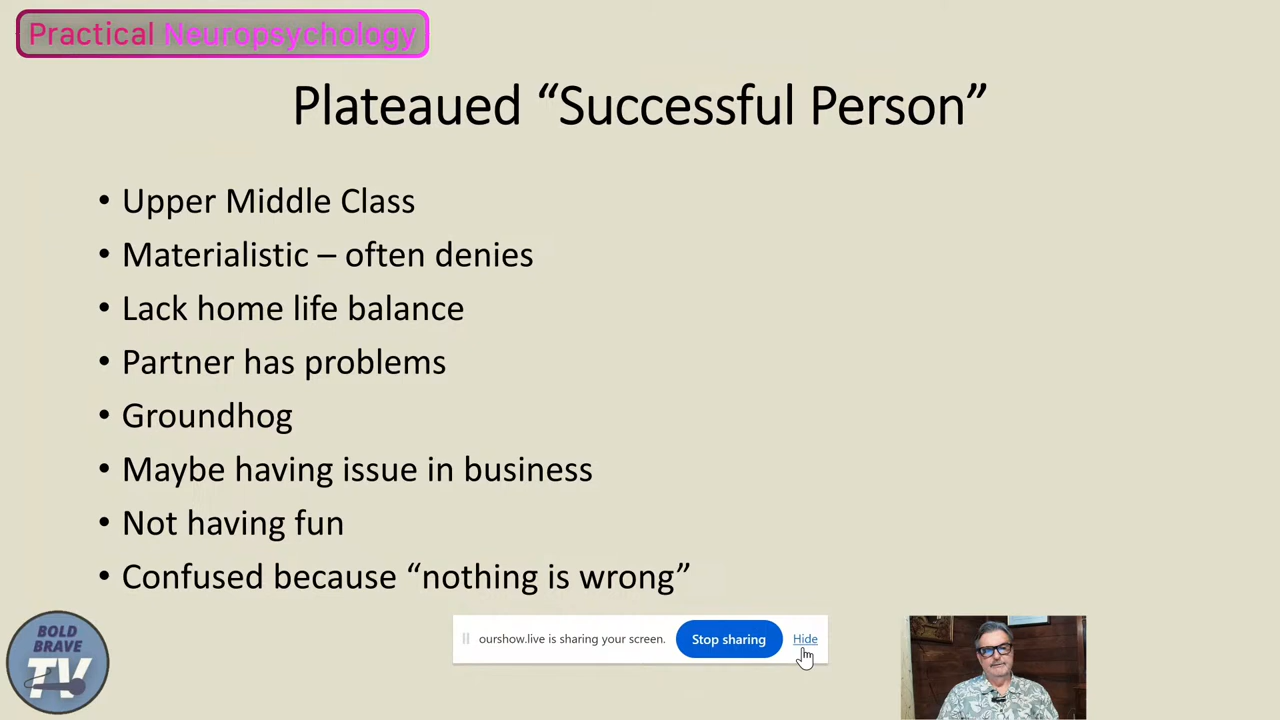 Practical Neuropsychology
Plateaued “Successful Person”
• Upper Middle Class
• Materialistic – often denies
• Lack home life balance
• Partner has problems
• Groundhog
• Maybe having issue in business
• Not having fun
• Confused because “nothing is wrong”
BOLD
BRAVE
TV
ourshow.live is sharing your screen. Stop sharing Hide